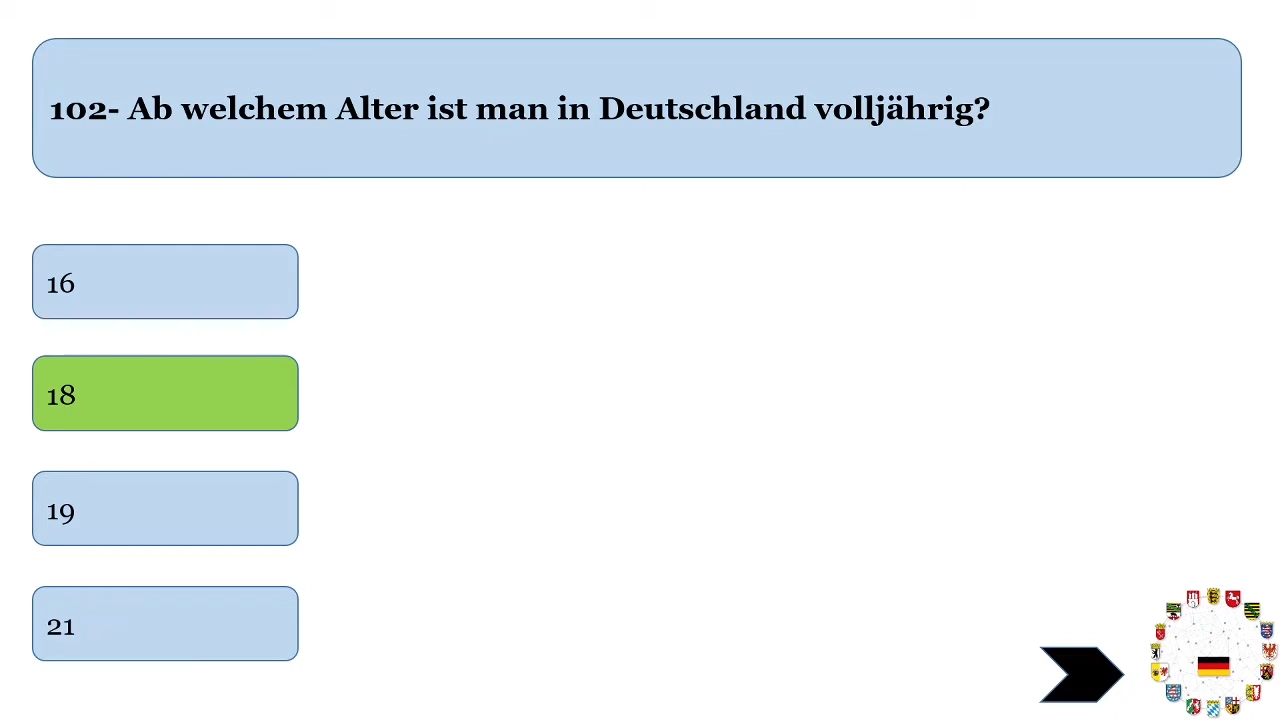 102- Ab welchem Alter ist man in Deutschland volljährig?
16
18
19
21